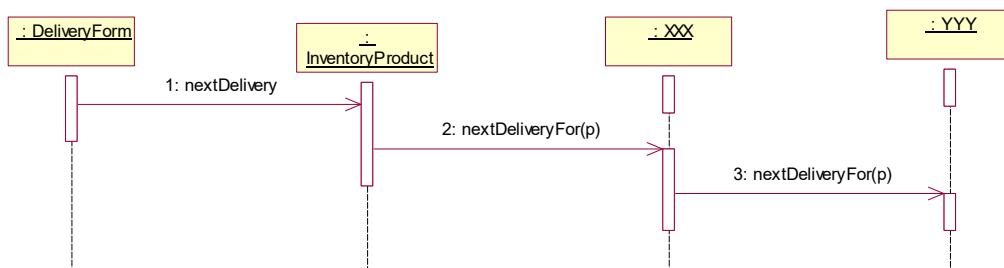 : DeliveryForm
:
InventoryProduct
: XXX
: YYY
1: nextDelivery
2: nextDeliveryFor(p)
3: nextDeliveryFor(p)